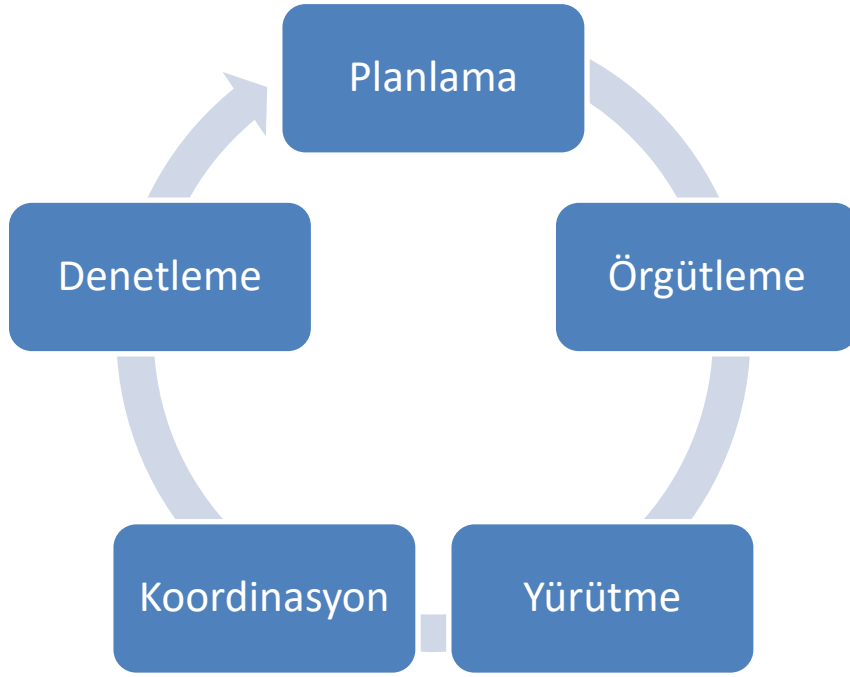 Planlama
Örgütleme
Yürütme
Koordinasyon
Denetleme